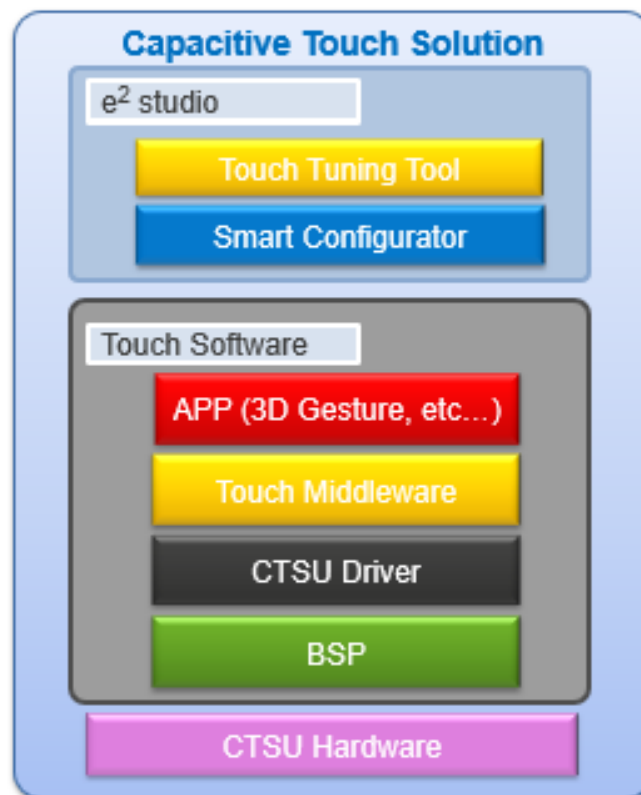 Capacitive Touch Solution
e² studio
Touch Tuning Tool
Smart Configurator
Touch Software
APP (3D Gesture, etc...)
Touch Middleware
CTSU Driver
BSP
CTSU Hardware